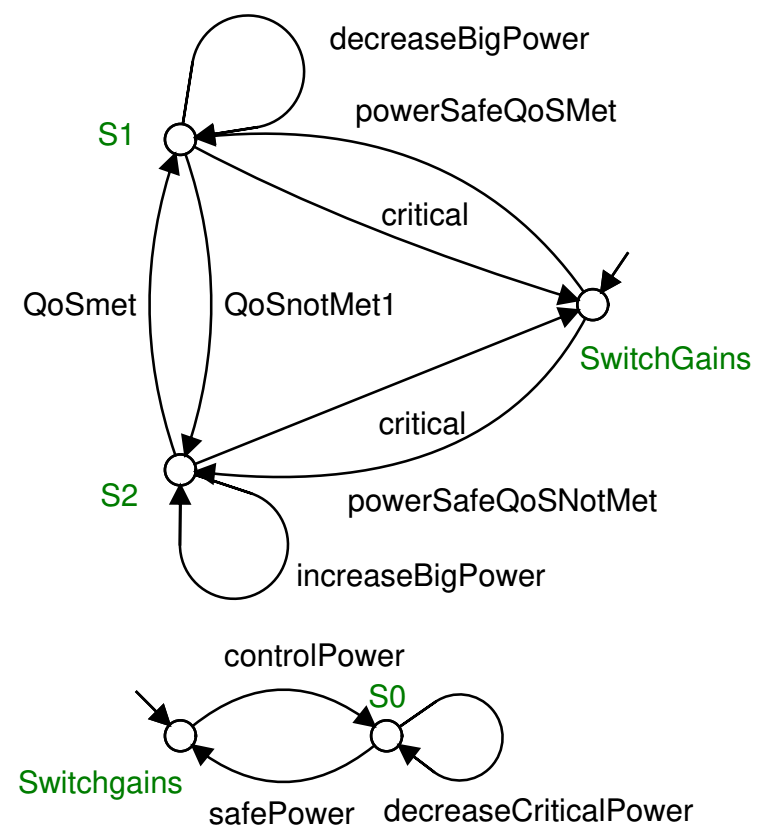 decreaseBigPower
powerSafeQoSMet
S1
critical
QoSmet
QoSnotMet1
SwitchGains
critical
S2
powerSafeQoSNotMet
increaseBigPower
controlPower
S0
Switchgains
safePower
decreaseCriticalPower